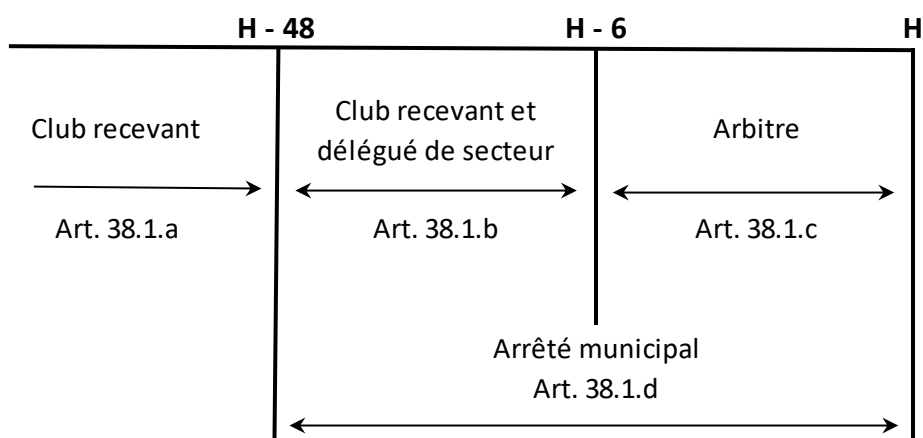 H - 48 H - 6 H
Club recevant
Club recevant et
délégué de secteur
Arbitre
Art. 38.1.a
Art. 38.1.b
Art. 38.1.c
Arrêté municipal
Art. 38.1.d